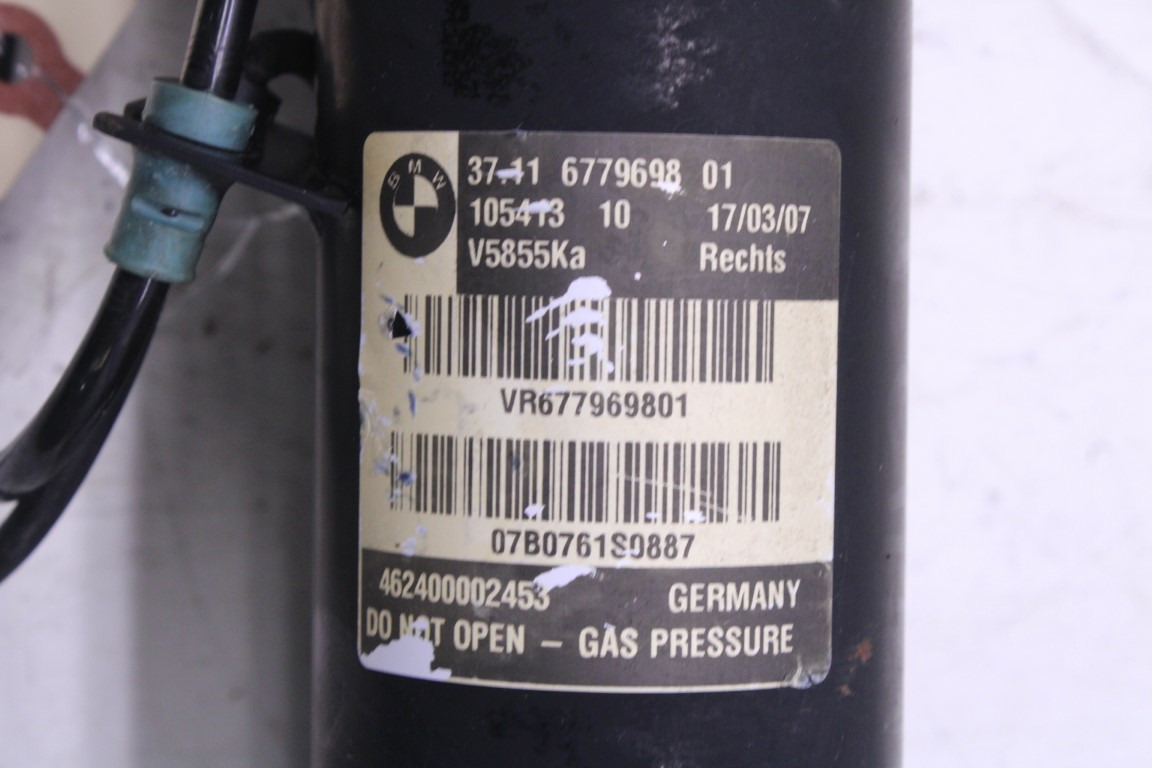 BMW
37.11 6779698 01
105413 10 17/03/07
V5855Ka Rechts
VR677969801
07B0761S0887
462400002453 GERMANY
DO NOT OPEN – GAS PRESSURE